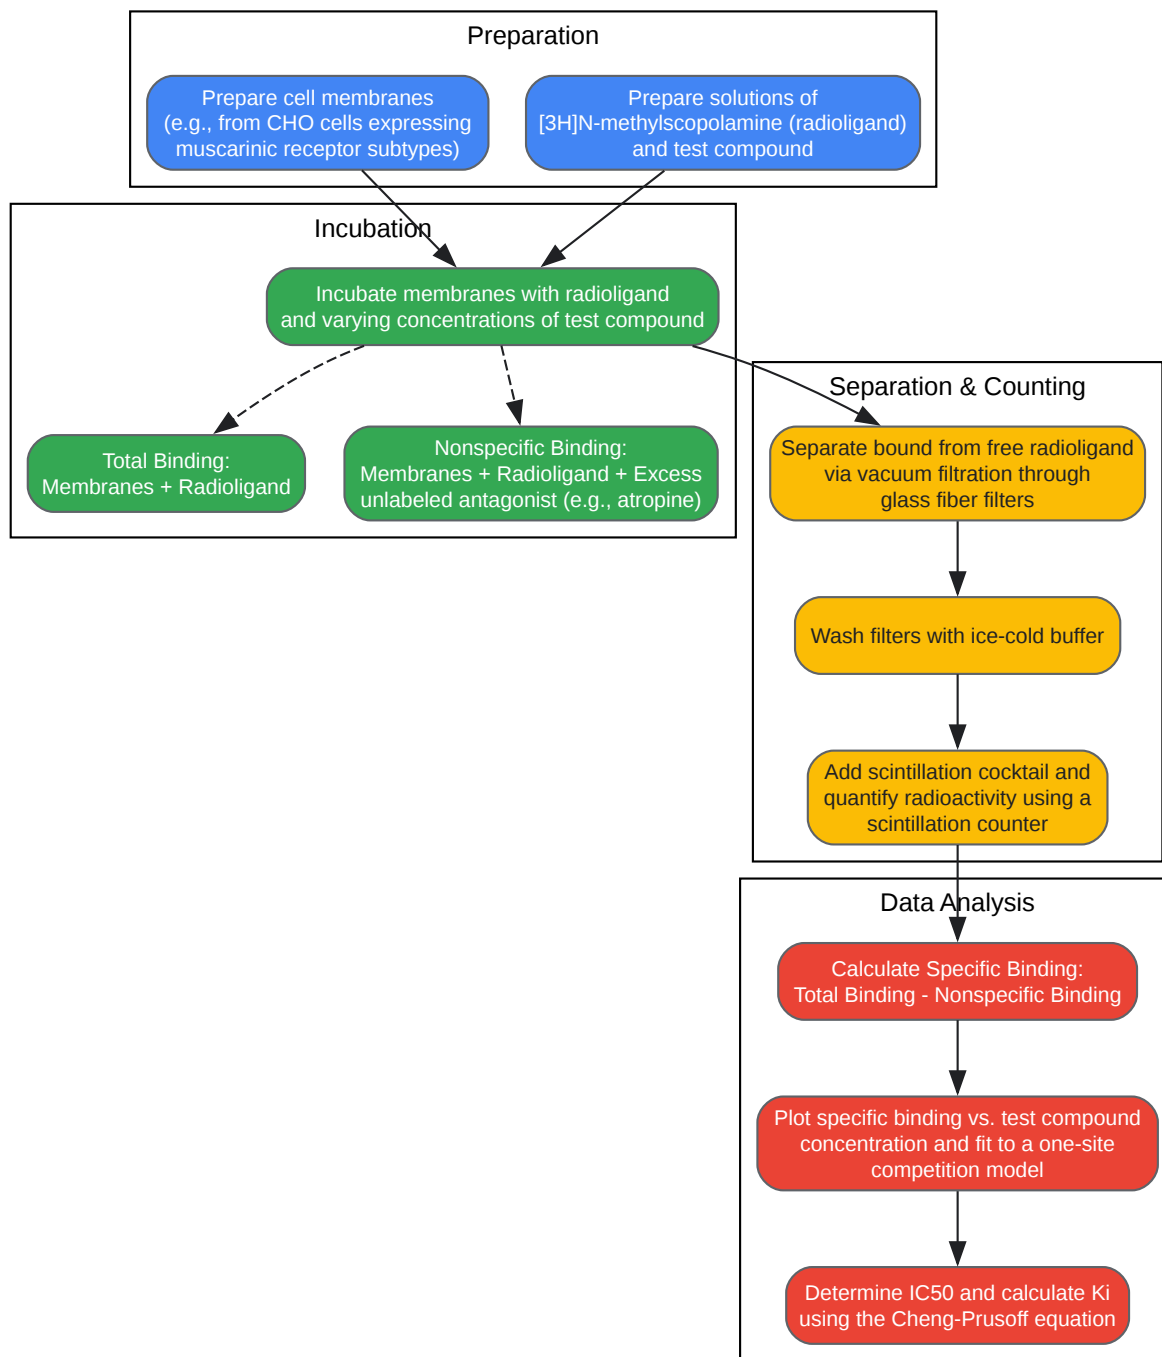 Preparation
Prepare cell membranes
(e.g., from CHO cells expressing
muscarinic receptor subtypes)
Prepare solutions of
[3H]N-methylscopolamine (radioligand)
and test compound
Incubation
Incubate membranes with radioligand
and varying concentrations of test compound
Total Binding:
Membranes + Radioligand
Nonspecific Binding:
Membranes + Radioligand + Excess
unlabeled antagonist (e.g., atropine)
Separation & Counting
Separate bound from free radioligand
via vacuum filtration through
glass fiber filters
Wash filters with ice-cold buffer
Add scintillation cocktail and
quantify radioactivity using a
scintillation counter
Data Analysis
Calculate Specific Binding:
Total Binding - Nonspecific Binding
Plot specific binding vs. test compound
concentration and fit to a one-site
competition model
Determine IC50 and calculate Ki
using the Cheng-Prusoff equation